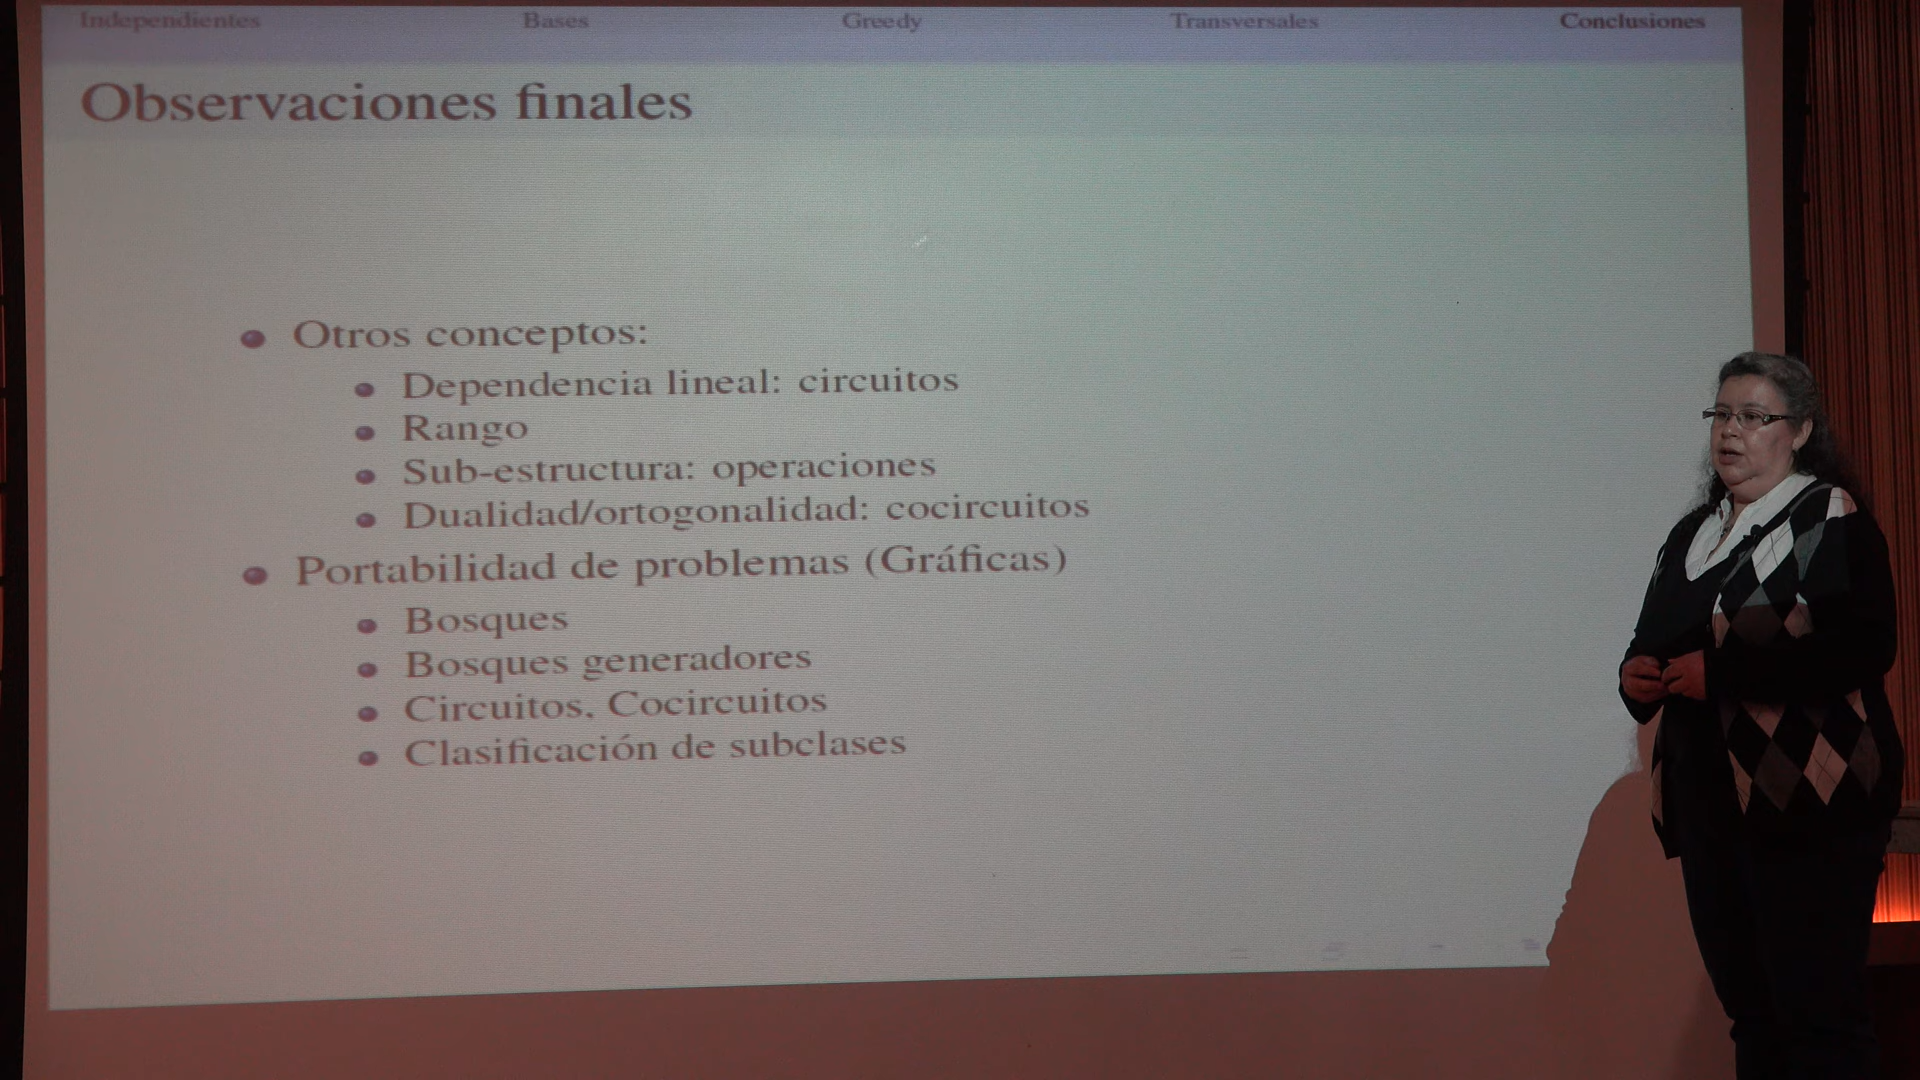 Independientes Bases Greedy Transversales Conclusiones
Observaciones finales
Otros conceptos:
Dependencia lineal: circuitos
Rango
Sub-estructura: operaciones
Dualidad/ortogonalidad: cocircuitos
Portabilidad de problemas (Gráficas)
Bosques
Bosques generadores
Circuitos, Cocircuitos
Clasificación de subclases